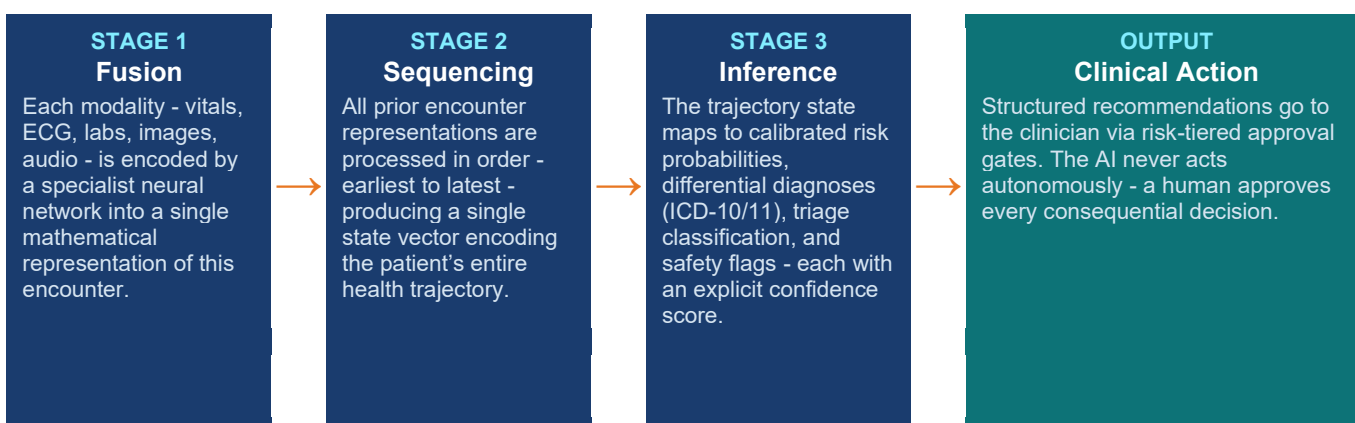 STAGE 1
Fusion
Each modality - vitals,
ECG, labs, images,
audio - is encoded by
a specialist neural
network into a single
mathematical
representation of this
encounter.
STAGE 2
Sequencing
All prior encounter
representations are
processed in order -
earliest to latest -
producing a single
state vector encoding
the patient's entire
health trajectory.
STAGE 3
Inference
The trajectory state
maps to calibrated risk
probabilities,
differential diagnoses
(ICD-10/11), triage
classification, and
safety flags - each with
an explicit confidence
score.
OUTPUT
Clinical Action
Structured recommendations go to
the clinician via risk-tiered approval
gates. The AI never acts
autonomously - a human approves
every consequential decision.